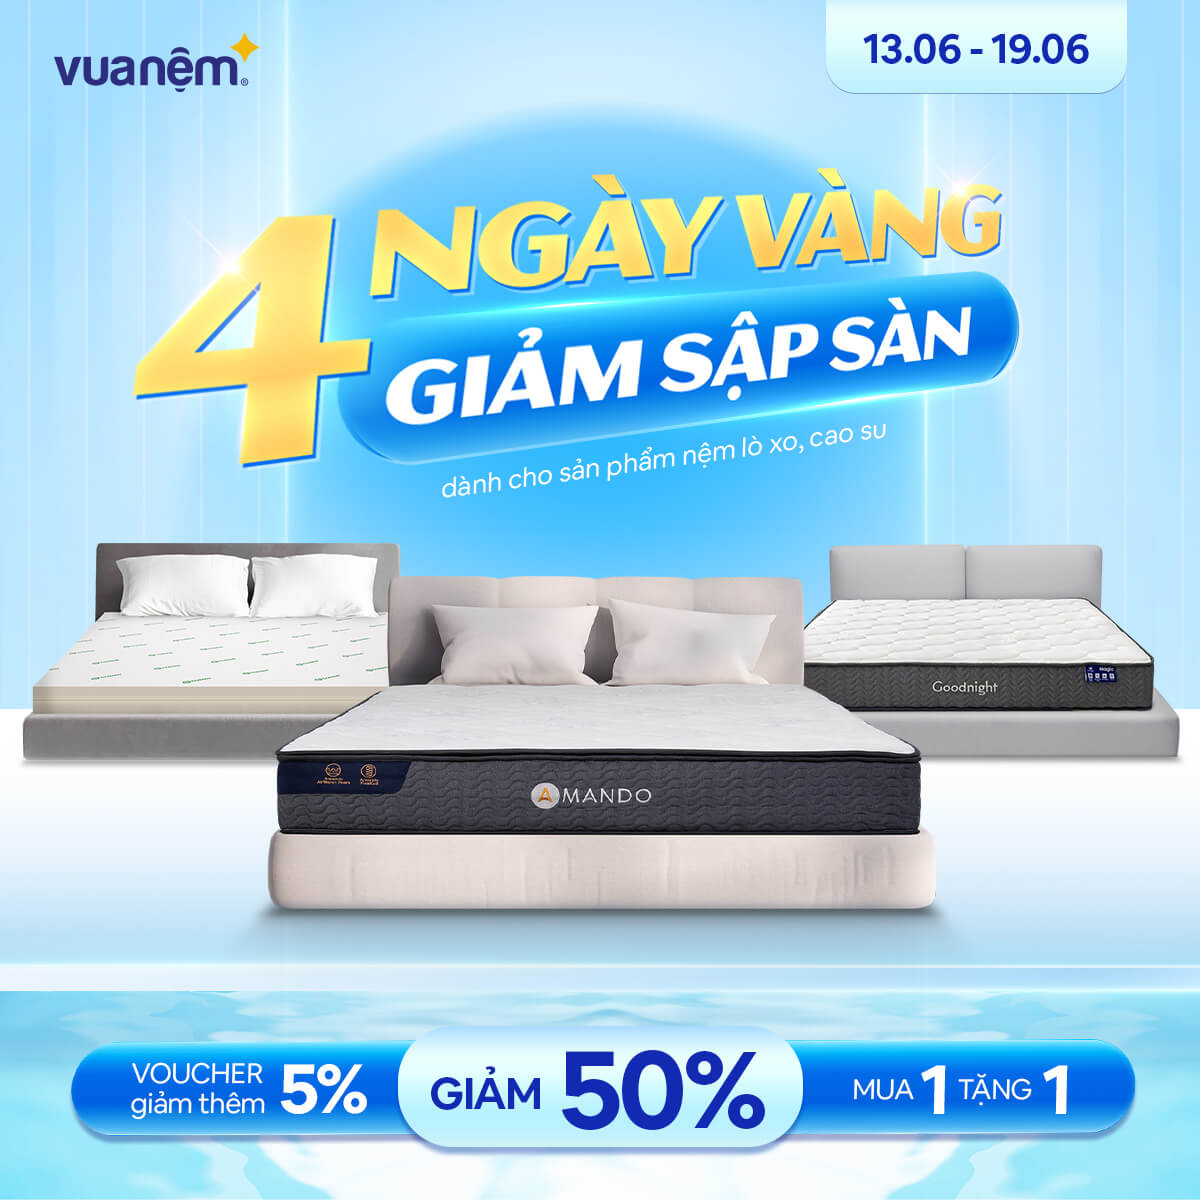 vuanệm®
13.06 - 19.06
4 NGÀY VÀNG
GIẢM SẬP SÀN
dành cho sản phẩm nệm lò xo, cao su
Goodnight
Magic
AMANDO
VOUCHER
giảm thêm 5%
GIẢM 50%
MUA 1 TẶNG 1